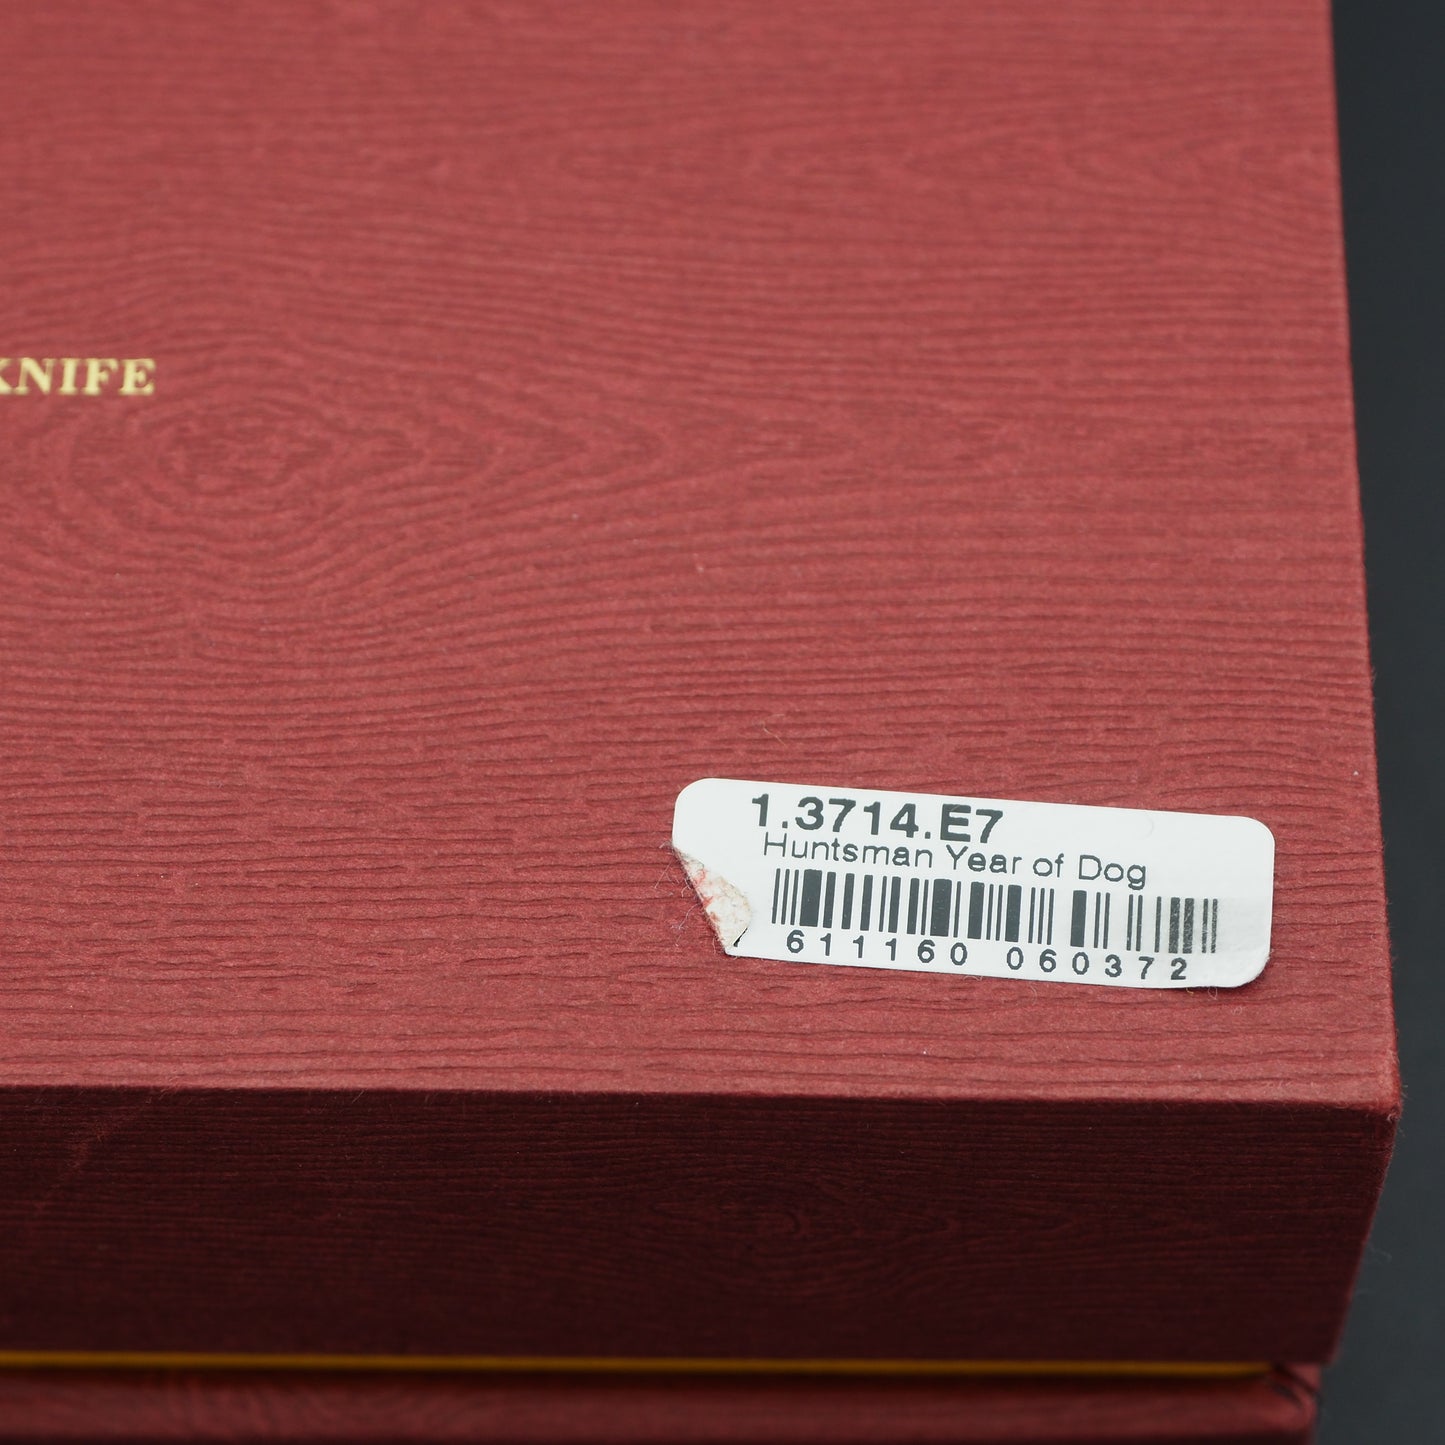 KNIFE
1.3714.E7
Huntsman Year of Dog
611160 060372